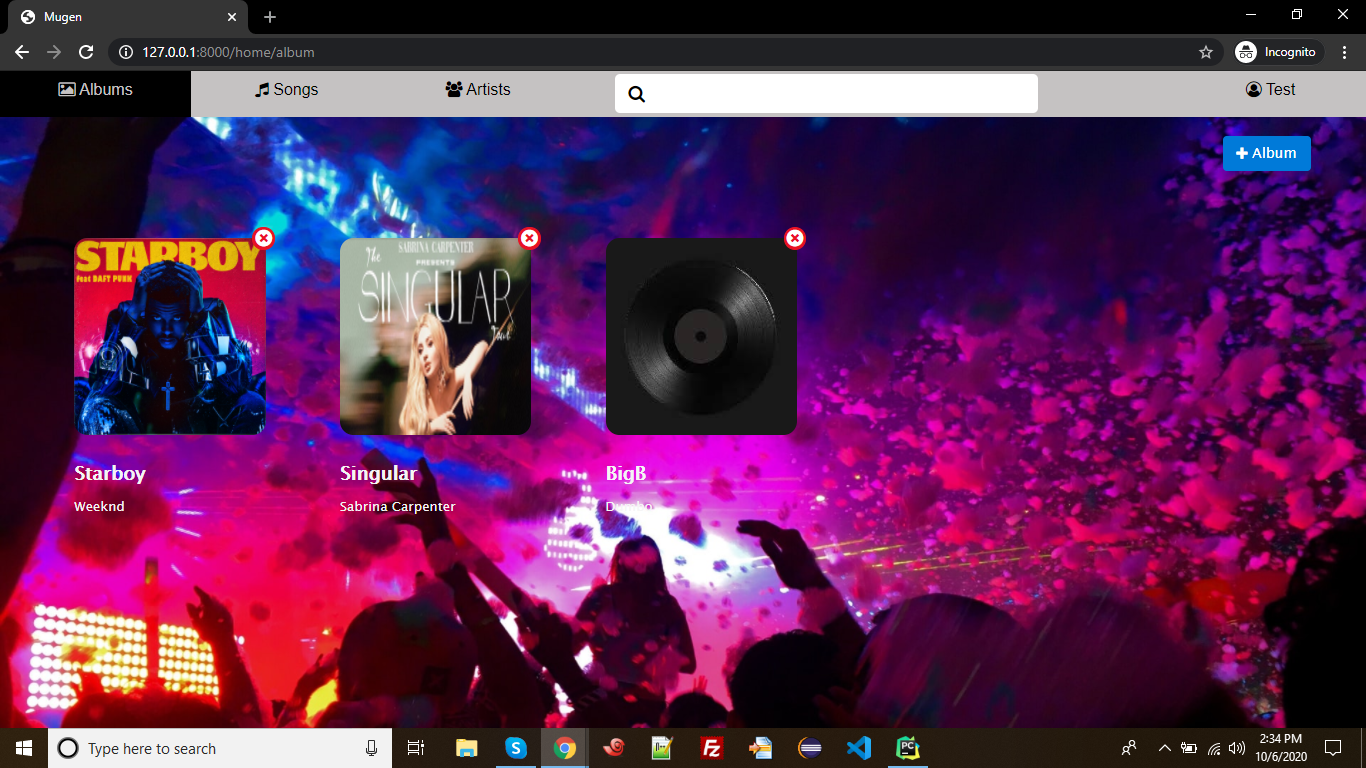 Mugen
127.0.0.1:8000/home/album
Incognito
Albums
Songs
Artists
Test
Album
STARBOY
feat DAFT PUNK
SABRINA CARPENTER
The
PRESENTS
SINGULAR
Tour
Starboy
Weeknd
Singular
Sabrina Carpenter
BigB
Dumbo
Type here to search
2:34 PM
10/6/2020